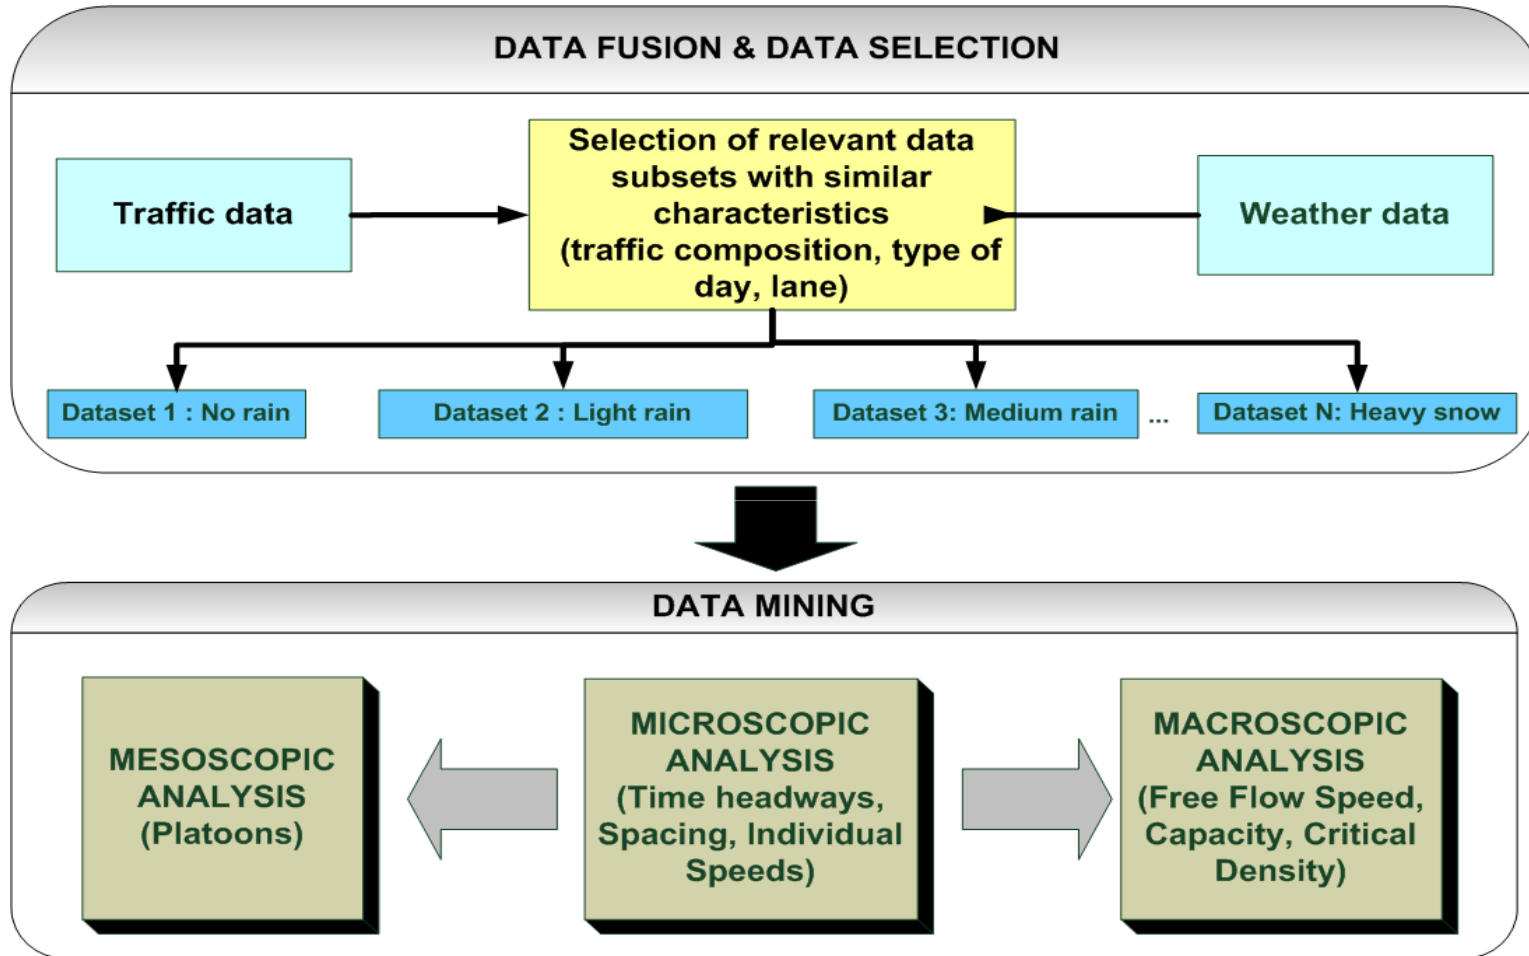 DATA FUSION & DATA SELECTION
Traffic data
Selection of relevant data
subsets with similar
characteristics
(traffic composition, type of
day, lane)
Weather data
Dataset 1 : No rain
Dataset 2 : Light rain
Dataset 3: Medium rain
...
Dataset N: Heavy snow
DATA MINING
MESOSCOPIC
ANALYSIS
(Platoons)
MICROSCOPIC
ANALYSIS
(Time headways,
Spacing, Individual
Speeds)
MACROSCOPIC
ANALYSIS
(Free Flow Speed,
Capacity, Critical
Density)